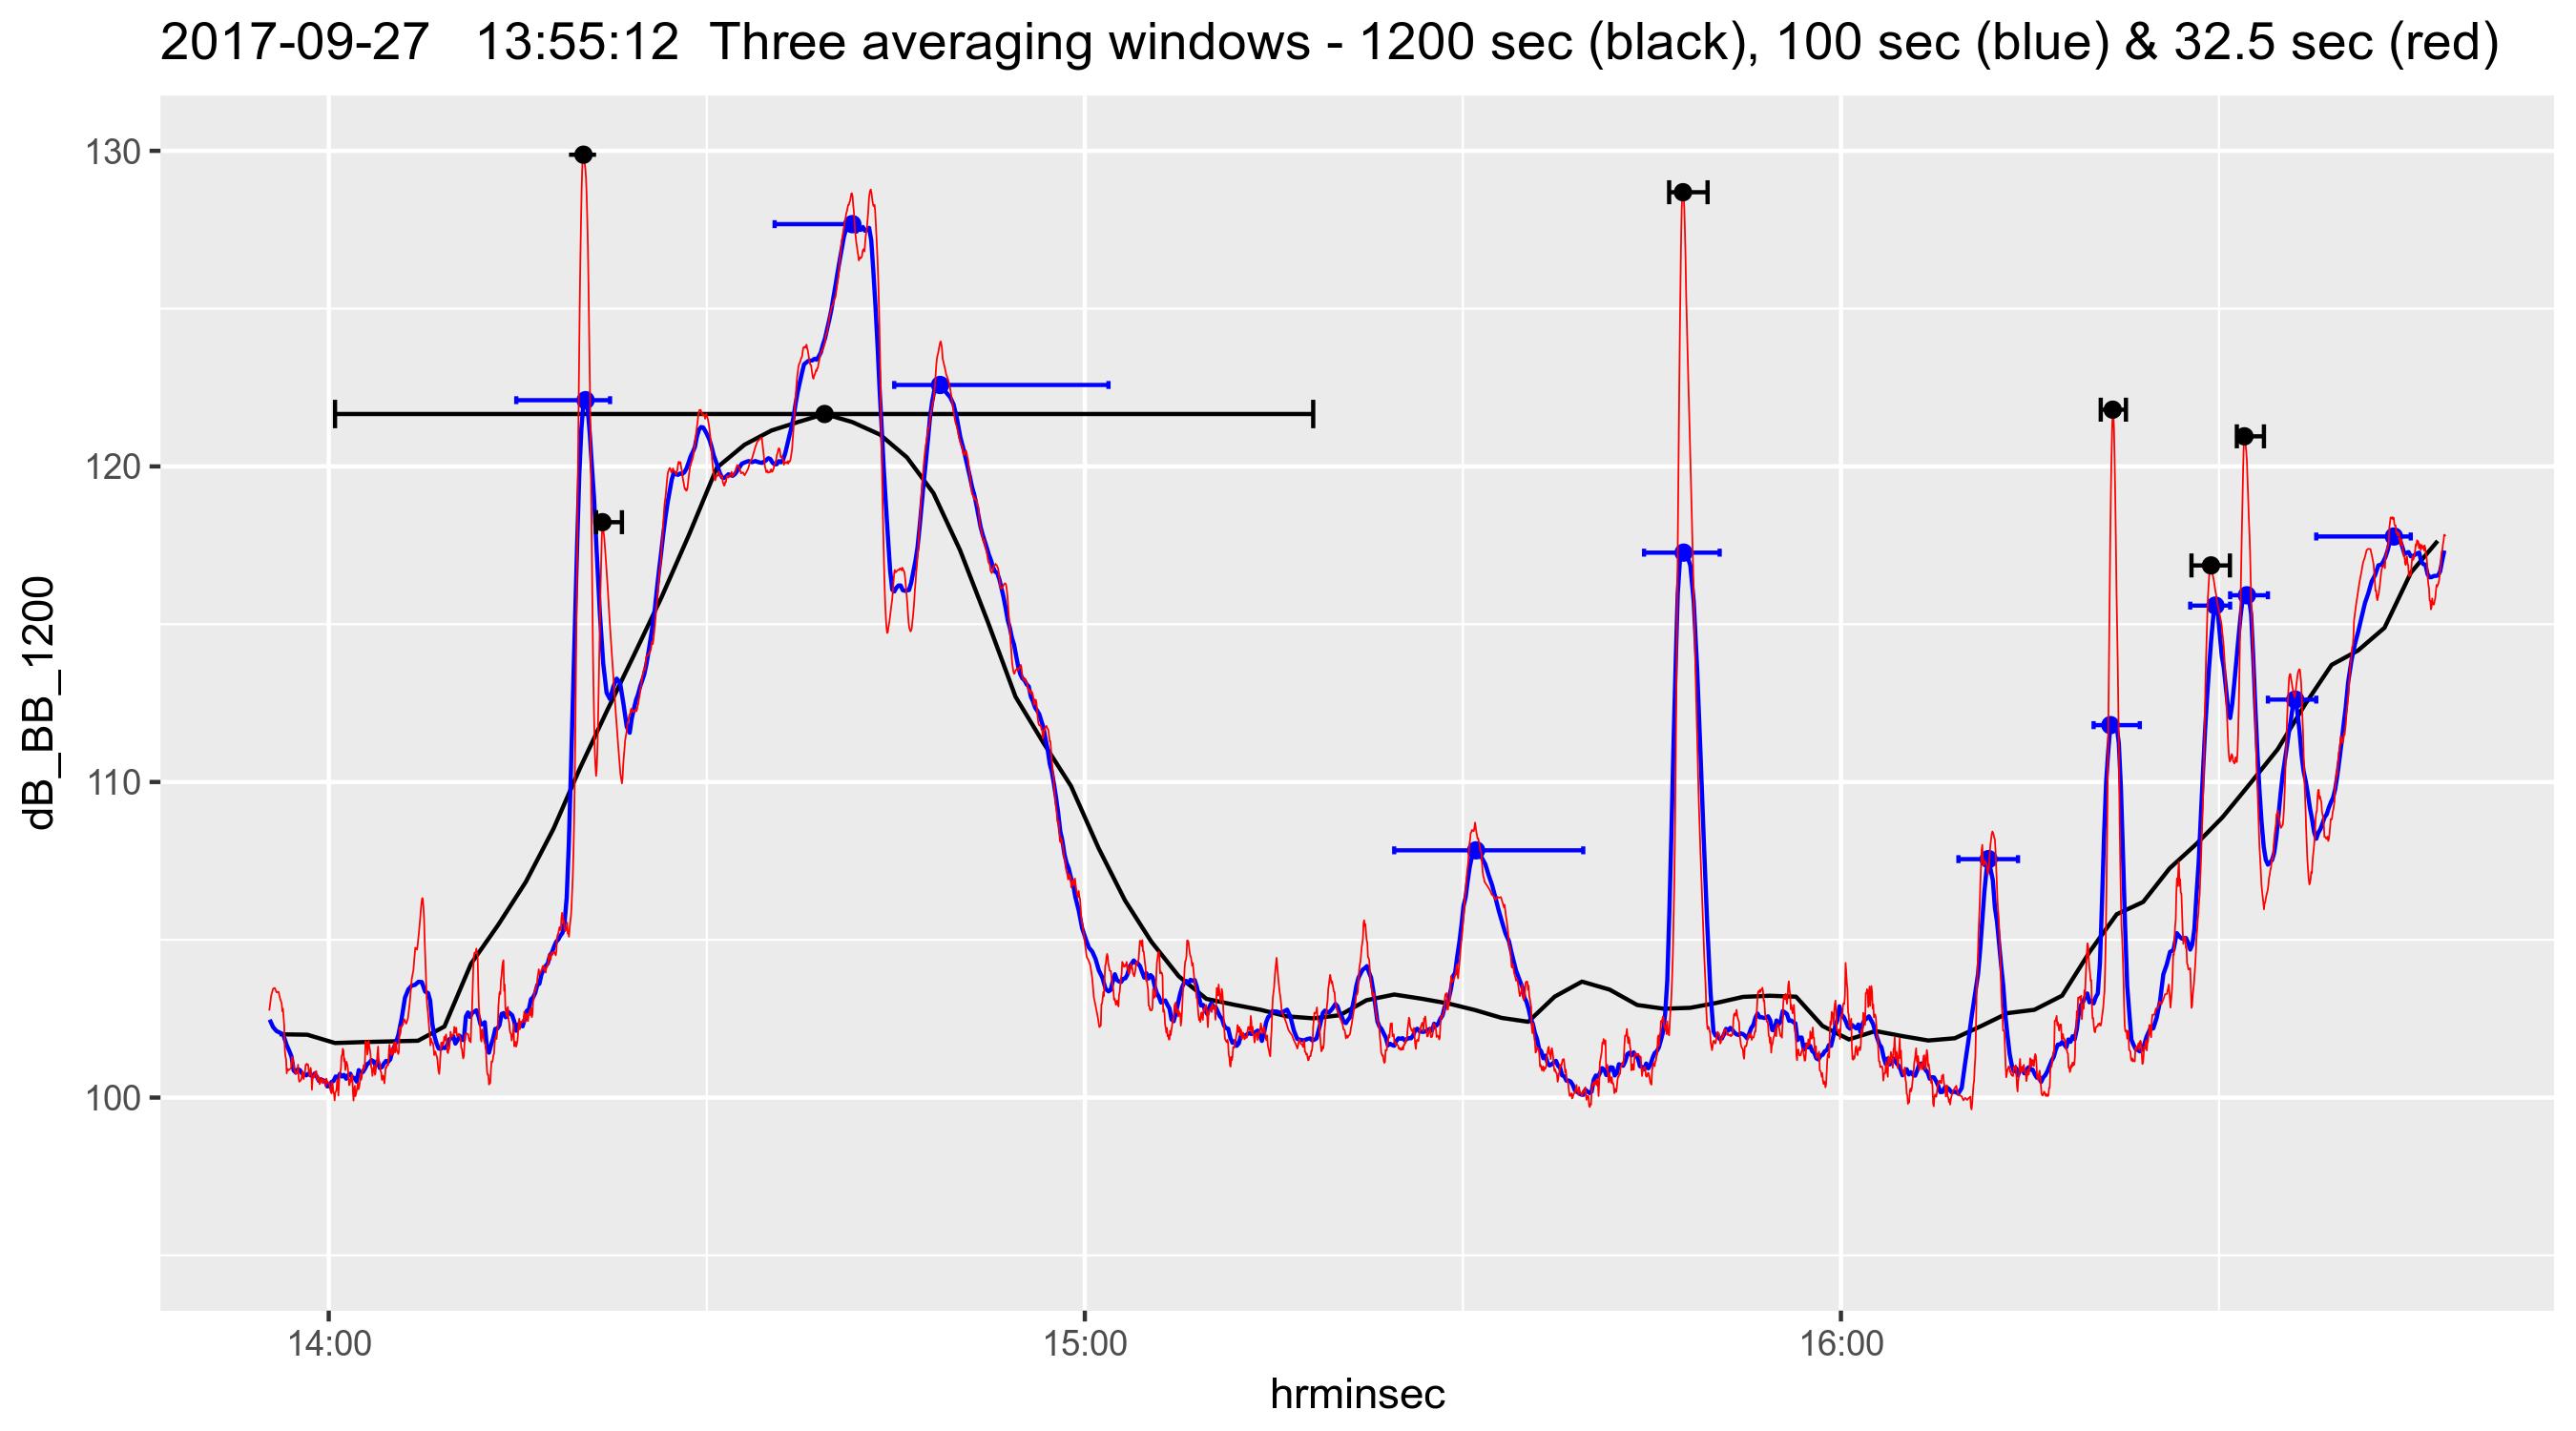 2017-09-27   13:55:12  Three averaging windows - 1200 sec (black), 100 sec (blue) & 32.5 sec (red)
dB_BB_1200
130
120
110
100
14:00 15:00 16:00
hrminsec